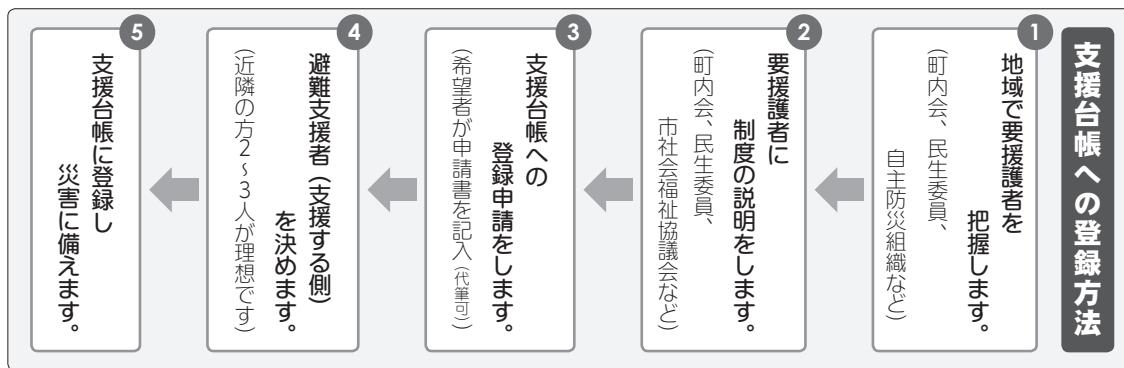 支援台帳への登録方法
1
地域で要援護者を
把握します。
（町内会、民生委員、
自主防災組織など）
2
要援護者に
制度の説明をします。
（町内会、民生委員、
市社会福祉協議会など）
3
支援台帳への
登録申請をします。
（希望者が申請書を記入（代筆可））
4
避難支援者（支援する側）
を決めます。
（近隣の方2～3人が理想です）
5
支援台帳に登録し
災害に備えます。